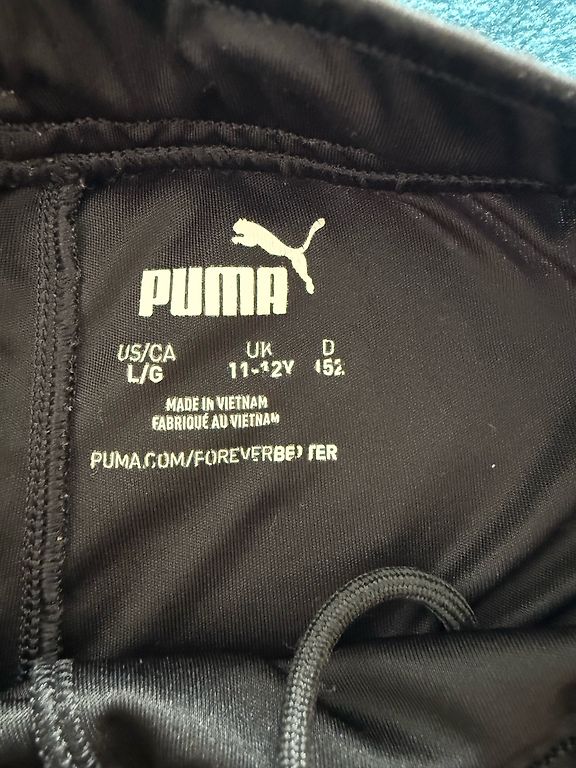 PUMA
US/CA UK D
L/G 11-12Y 152
MADE IN VIETNAM
FABRIQUÉ AU VIETNAM
PUMA.COM/FOREVERBETTER